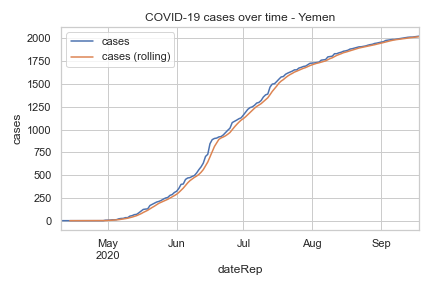 COVID-19 cases over time - Yemen
cases
cases (rolling)
2000
1750
1500
1250
1000
750
500
250
0
cases
May
2020
Jun
Jul
Aug
Sep
dateRep